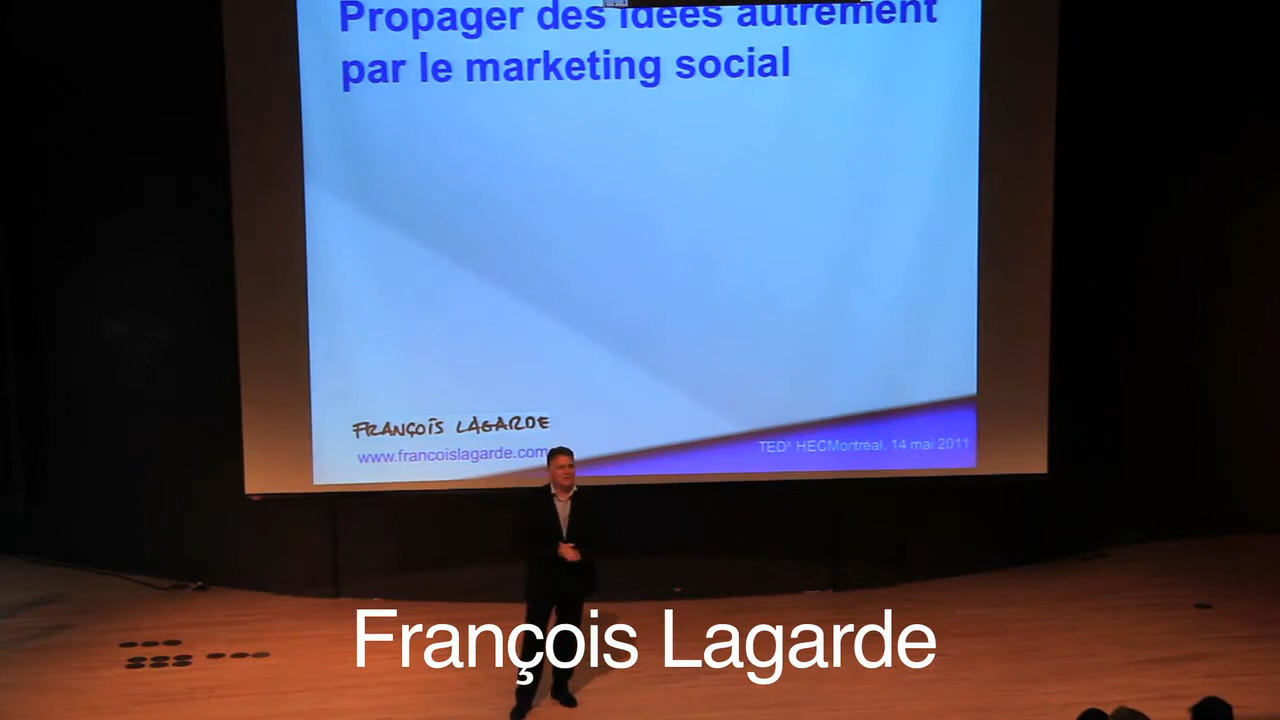 Propager des idées autrement
par le marketing social
FRANÇOIS LAGARDE
www.francoislagarde.com
TEDx HECMontréal, 14 mai 2011
François Lagarde